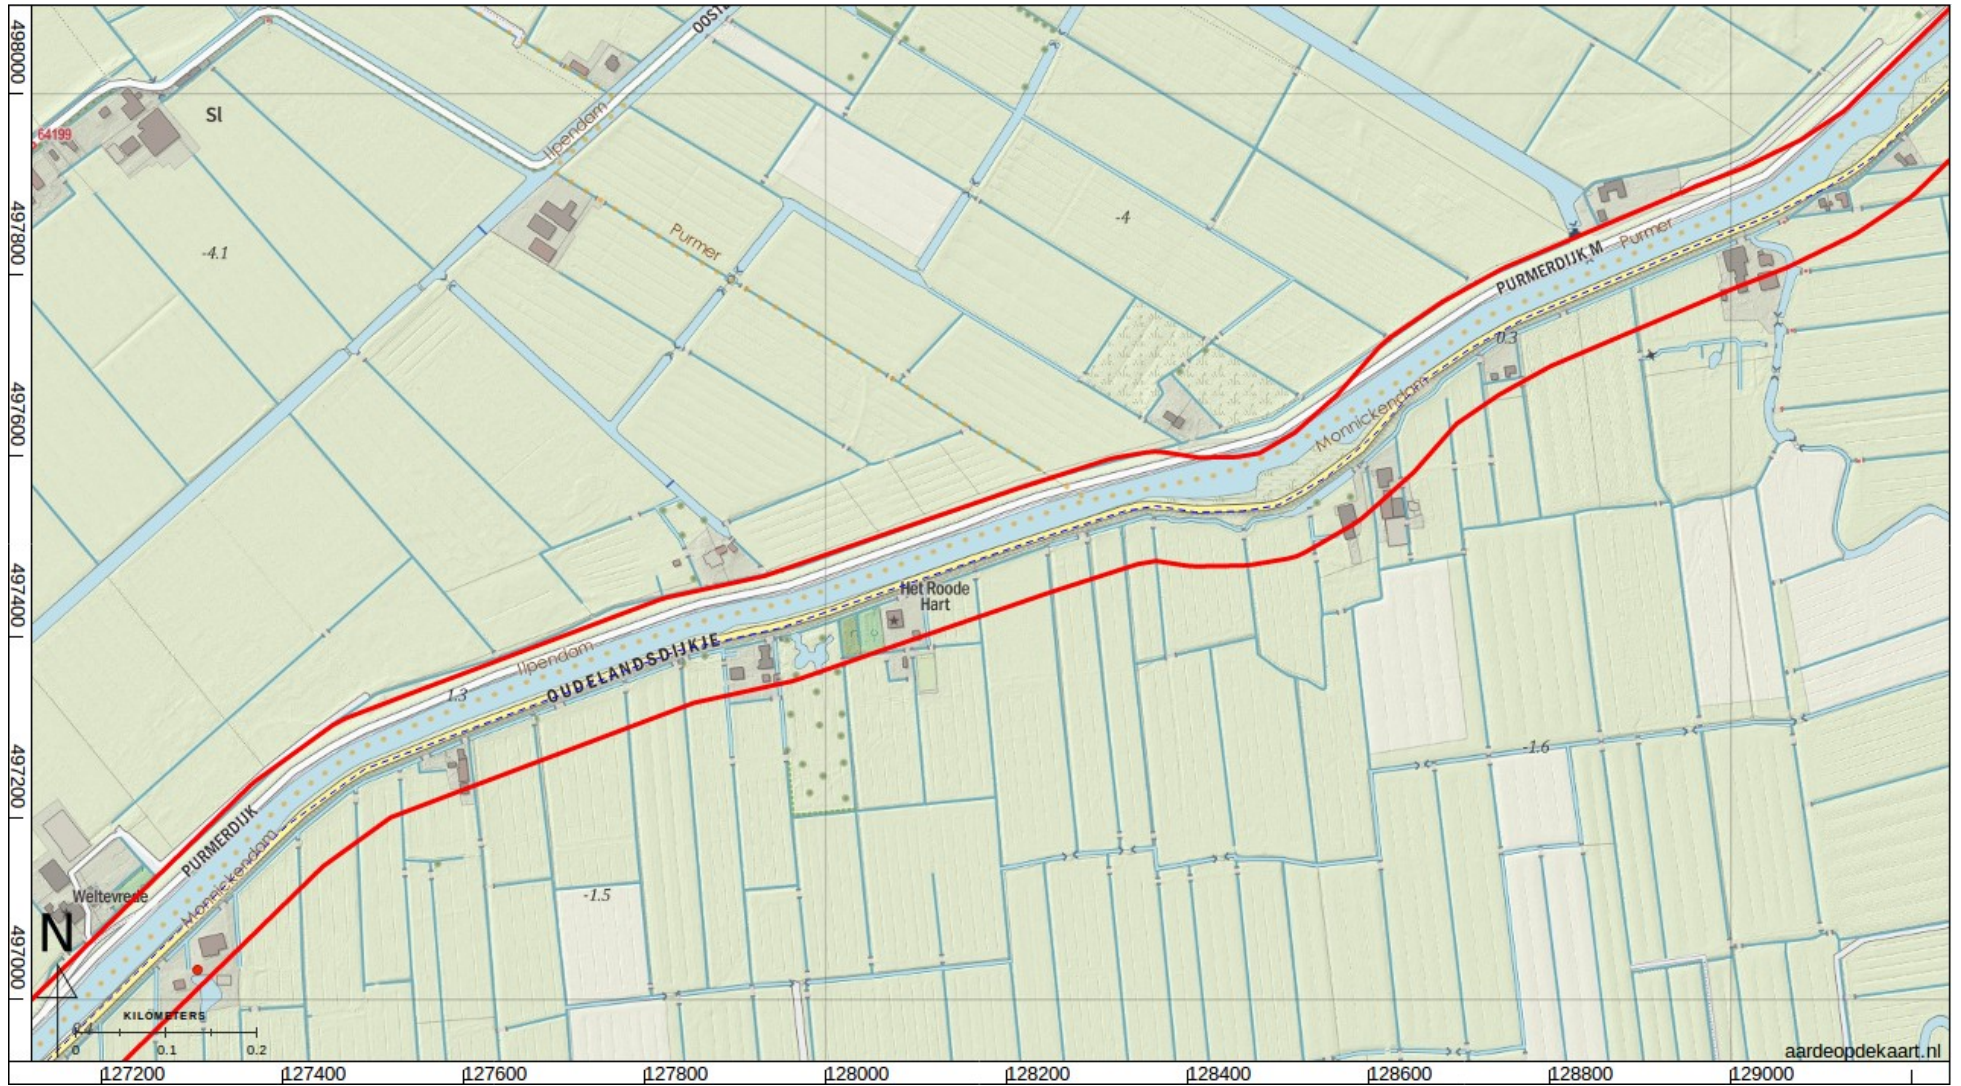 498000
497800
497600
497400
497200
497000
64199
Sl
-4.1
Ilpendam
Purmer
-4
PURMERDIJK M
Purmer
0.3
Monnickendam
Het Roode
Hart
Ilpendam
OUDELANDSDIJKJE
1.3
-1.6
PURMERDIJK
Monnickendam
Weltevrede
-1.5
N
KILOMETERS
0
0.1
0.2
aardeopdekaart.nl
127200
127400
127600
127800
128000
128200
128400
128600
128800
129000